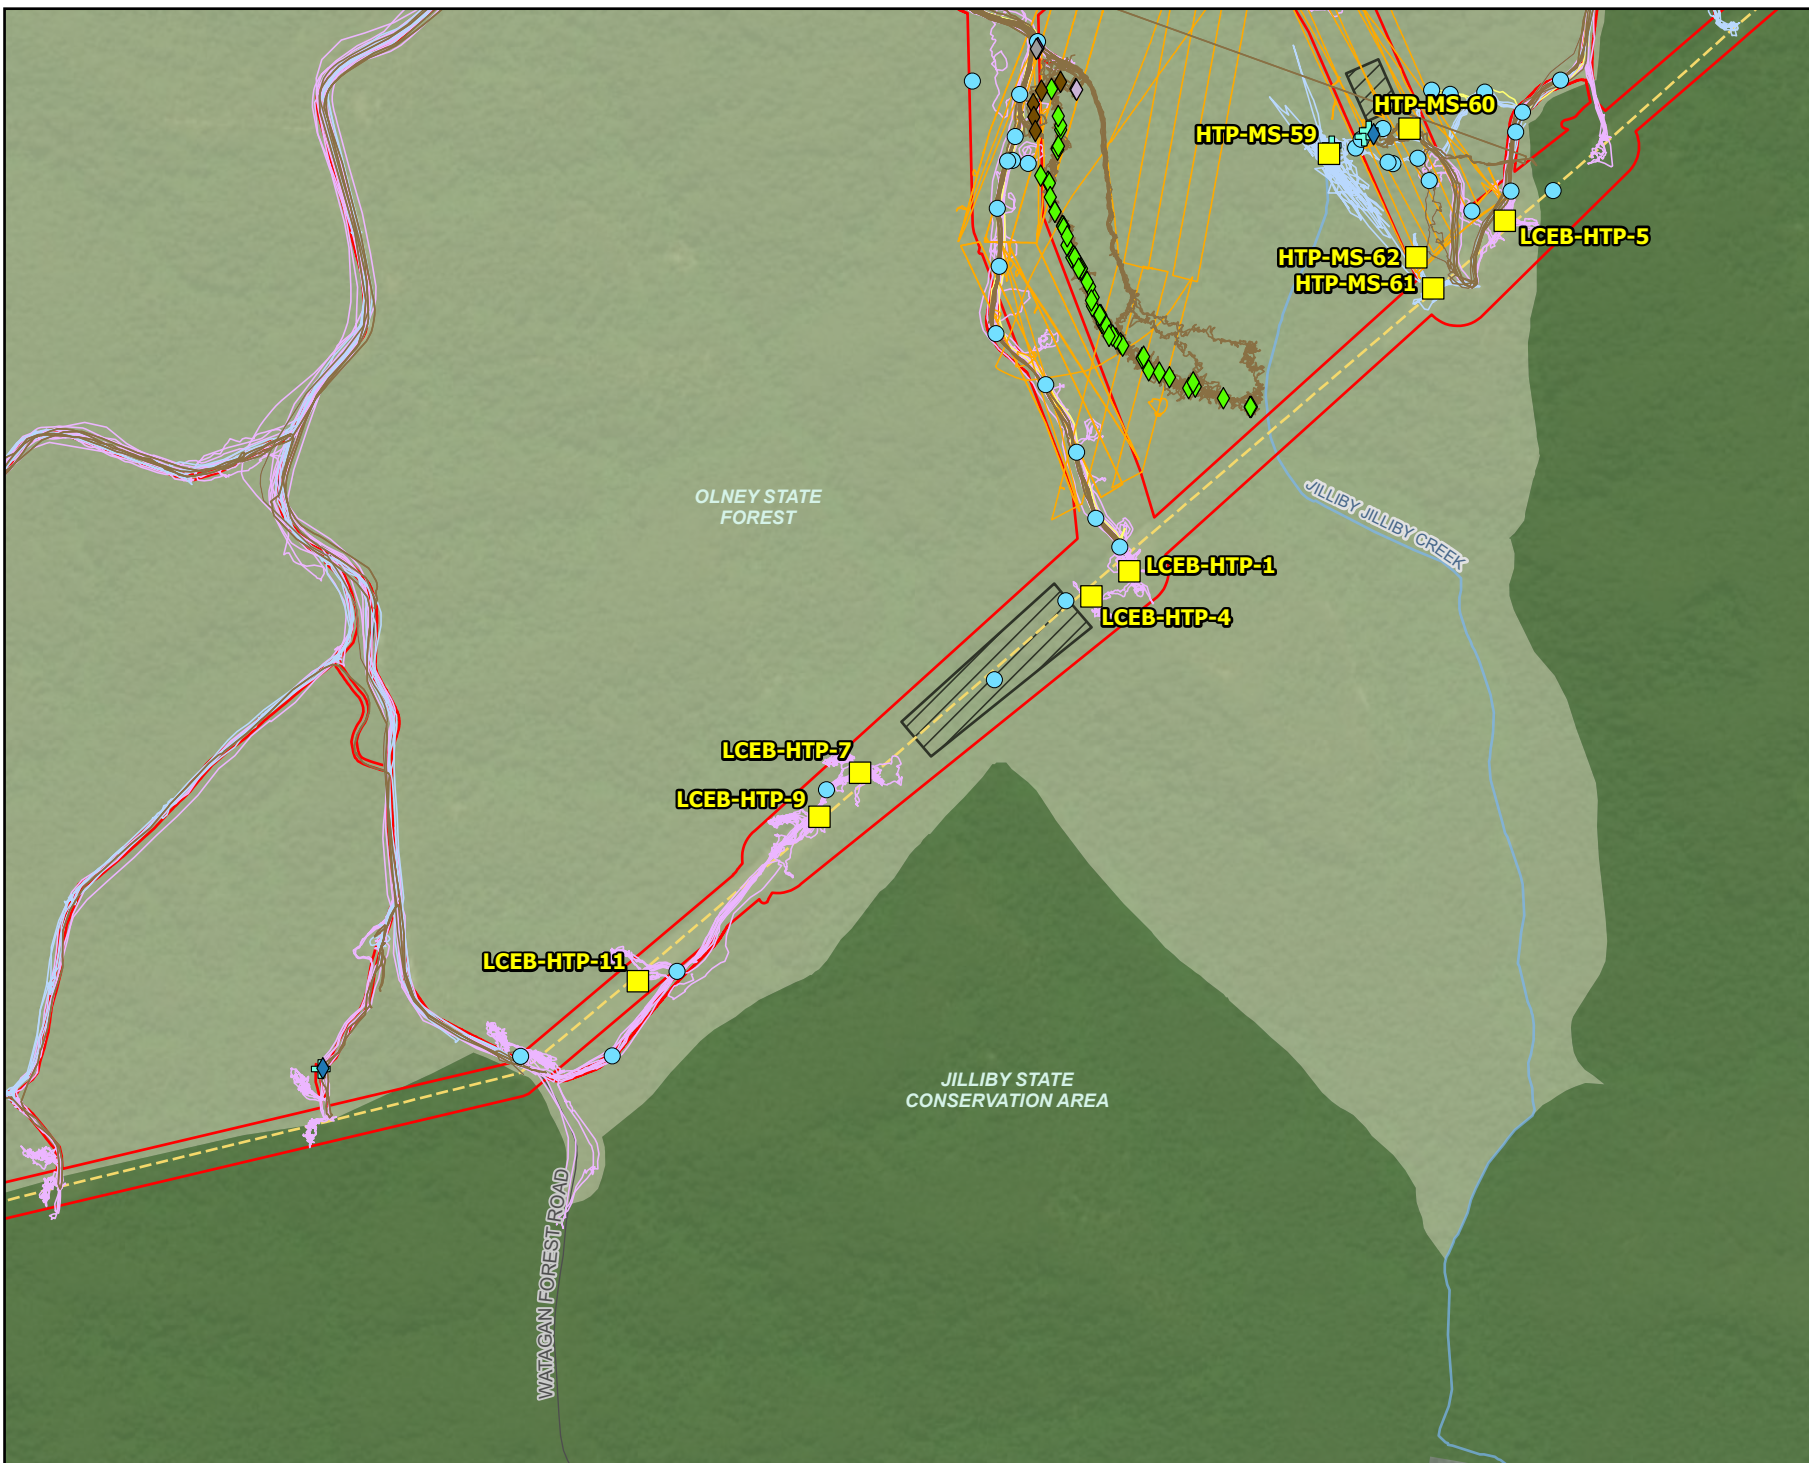 HTP-MS-60
HTP-MS-59
LCEB-HTP-5
HTP-MS-62
HTP-MS-61
OLNEY STATE
FOREST
JILLIBY JILLIBY CREEK
LCEB-HTP-1
LCEB-HTP-4
LCEB-HTP-7
LCEB-HTP-9
LCEB-HTP-11
JILLIBY STATE
CONSERVATION AREA
WATAGAN FOREST ROAD